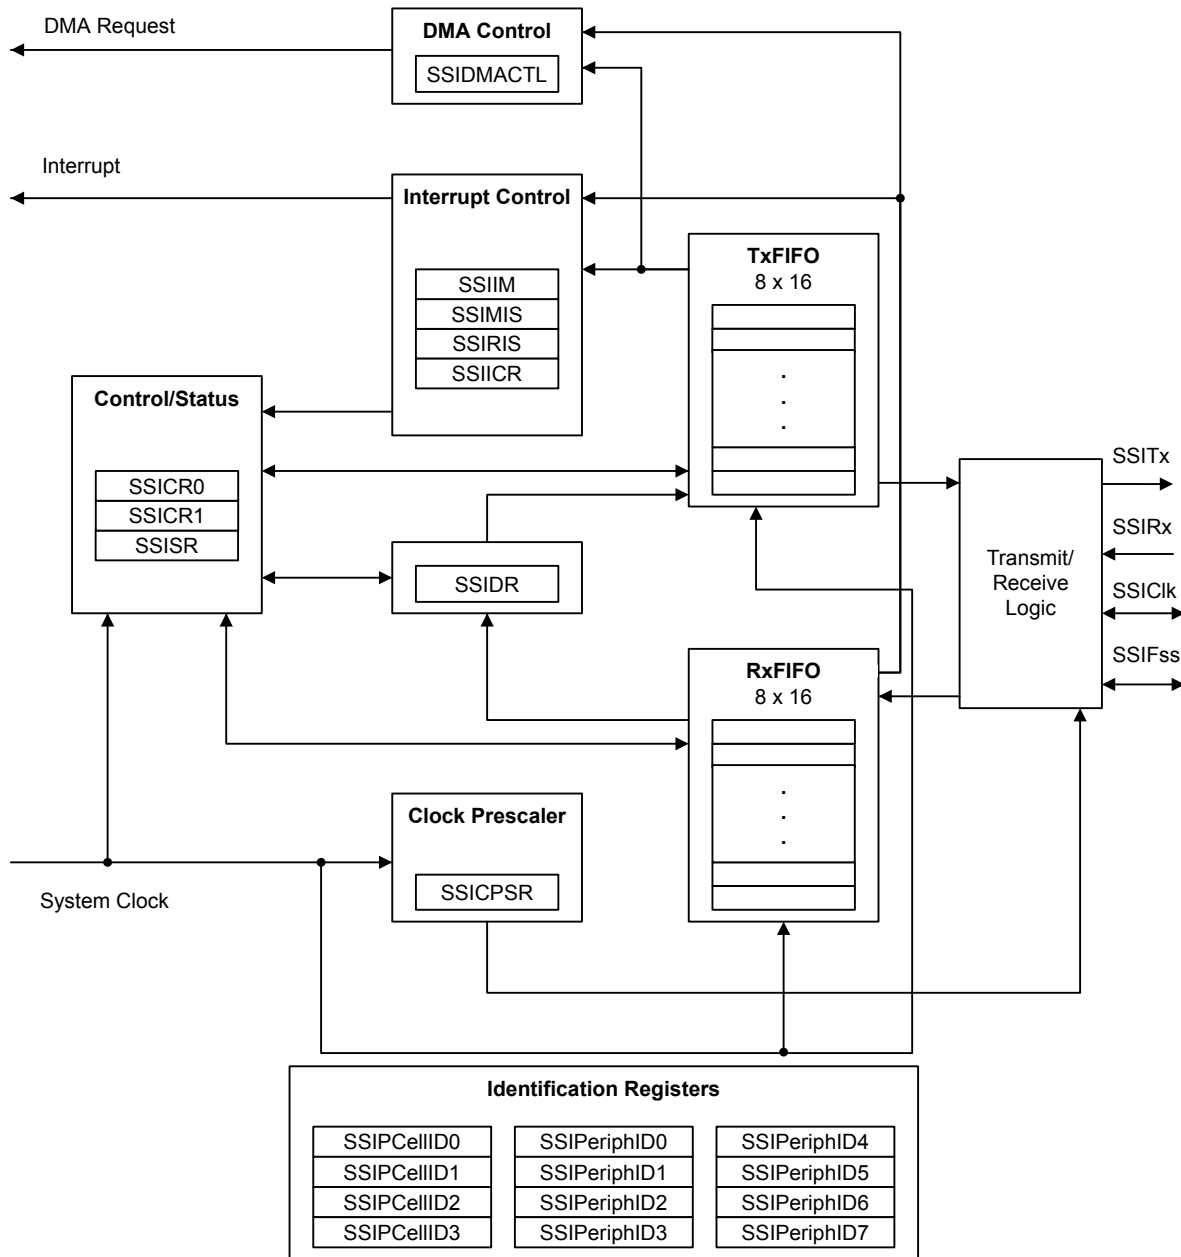 DMA Request
DMA Control
SSIDMACTL
Interrupt
Interrupt Control
SSIIM
SSIMIS
SSIRIS
SSIICR
TxFIFO
8 x 16
.
.
.
Control/Status
SSICR0
SSICR1
SSISR
SSIDR
Transmit/
Receive
Logic
SSITx
SSIRx
SSIClk
SSIFss
RxFIFO
8 x 16
.
.
.
Clock Prescaler
SSICPSR
System Clock
Identification Registers
SSIPCellID0
SSIPCellID1
SSIPCellID2
SSIPCellID3
SSIPeriphID0
SSIPeriphID1
SSIPeriphID2
SSIPeriphID3
SSIPeriphID4
SSIPeriphID5
SSIPeriphID6
SSIPeriphID7